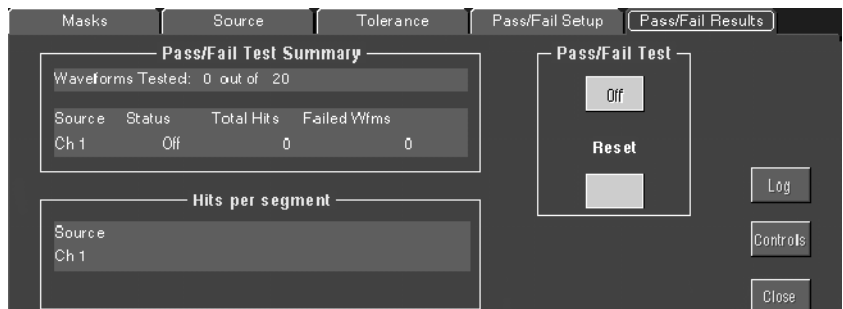 Masks Source Tolerance Pass/Fail Setup Pass/Fail Results
Pass/Fail Test Summary
Waveforms Tested: 0 out of 20
Source Status Total Hits Failed Wfms
Ch 1 Off 0 0
Hits per segment
Source
Ch 1
Pass/Fail Test
Off
Reset
Log
Controls
Close